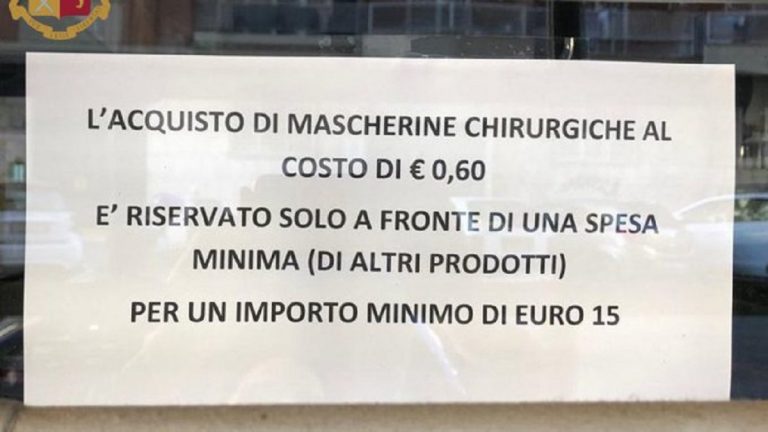 L'ACQUISTO DI MASCHERINE CHIRURGICHE AL
COSTO DI € 0,60
E' RISERVATO SOLO A FRONTE DI UNA SPESA
MINIMA (DI ALTRI PRODOTTI)
PER UN IMPORTO MINIMO DI EURO 15